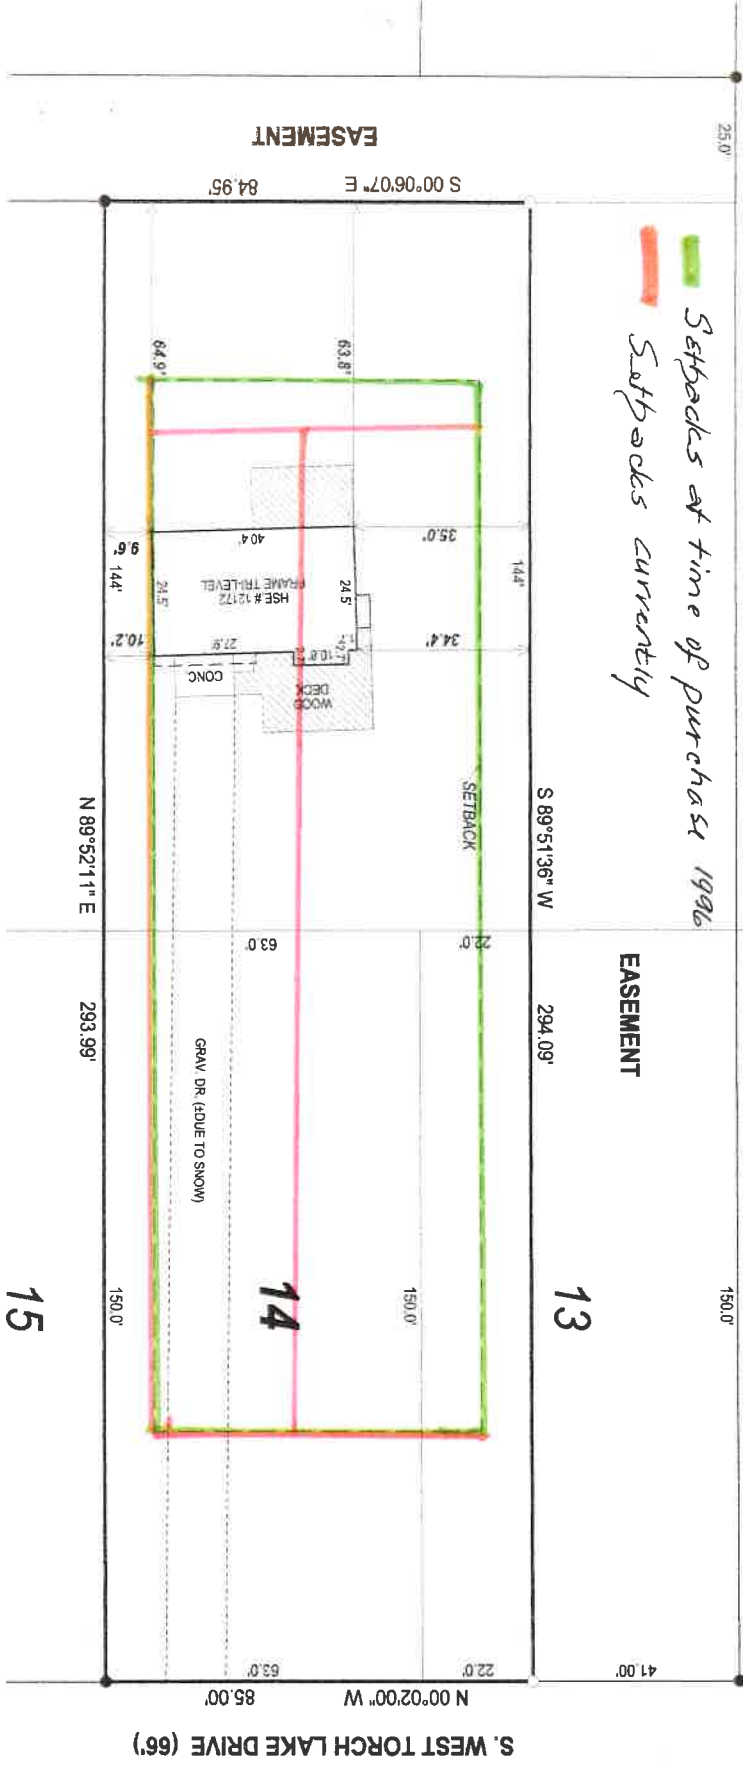 25.0'
EASEMENT
S 00°06'07" E
84.95'
Setbacks at time of purchase 1996
Setbacks currently
64.9'
63.8'
9.6'
40.4'
35.0'
144'
144'
24.5'
24.5'
HSE # 12172
FRAME TRI-LEVEL
10.2'
27.9'
10.8'
34.4'
CONC.
WOOD
DECK
SETBACK
N 89°52'11" E 293.99'
S 89°51'36" W 294.09'
63.0'
22.0'
EASEMENT
GRAV. DR. (±DUE TO SNOW)
15
14
13
150.0'
150.0'
150.0'
63.0'
22.0'
41.00'
N 00°02'00" W
85.00'
S. WEST TORCH LAKE DRIVE (66')